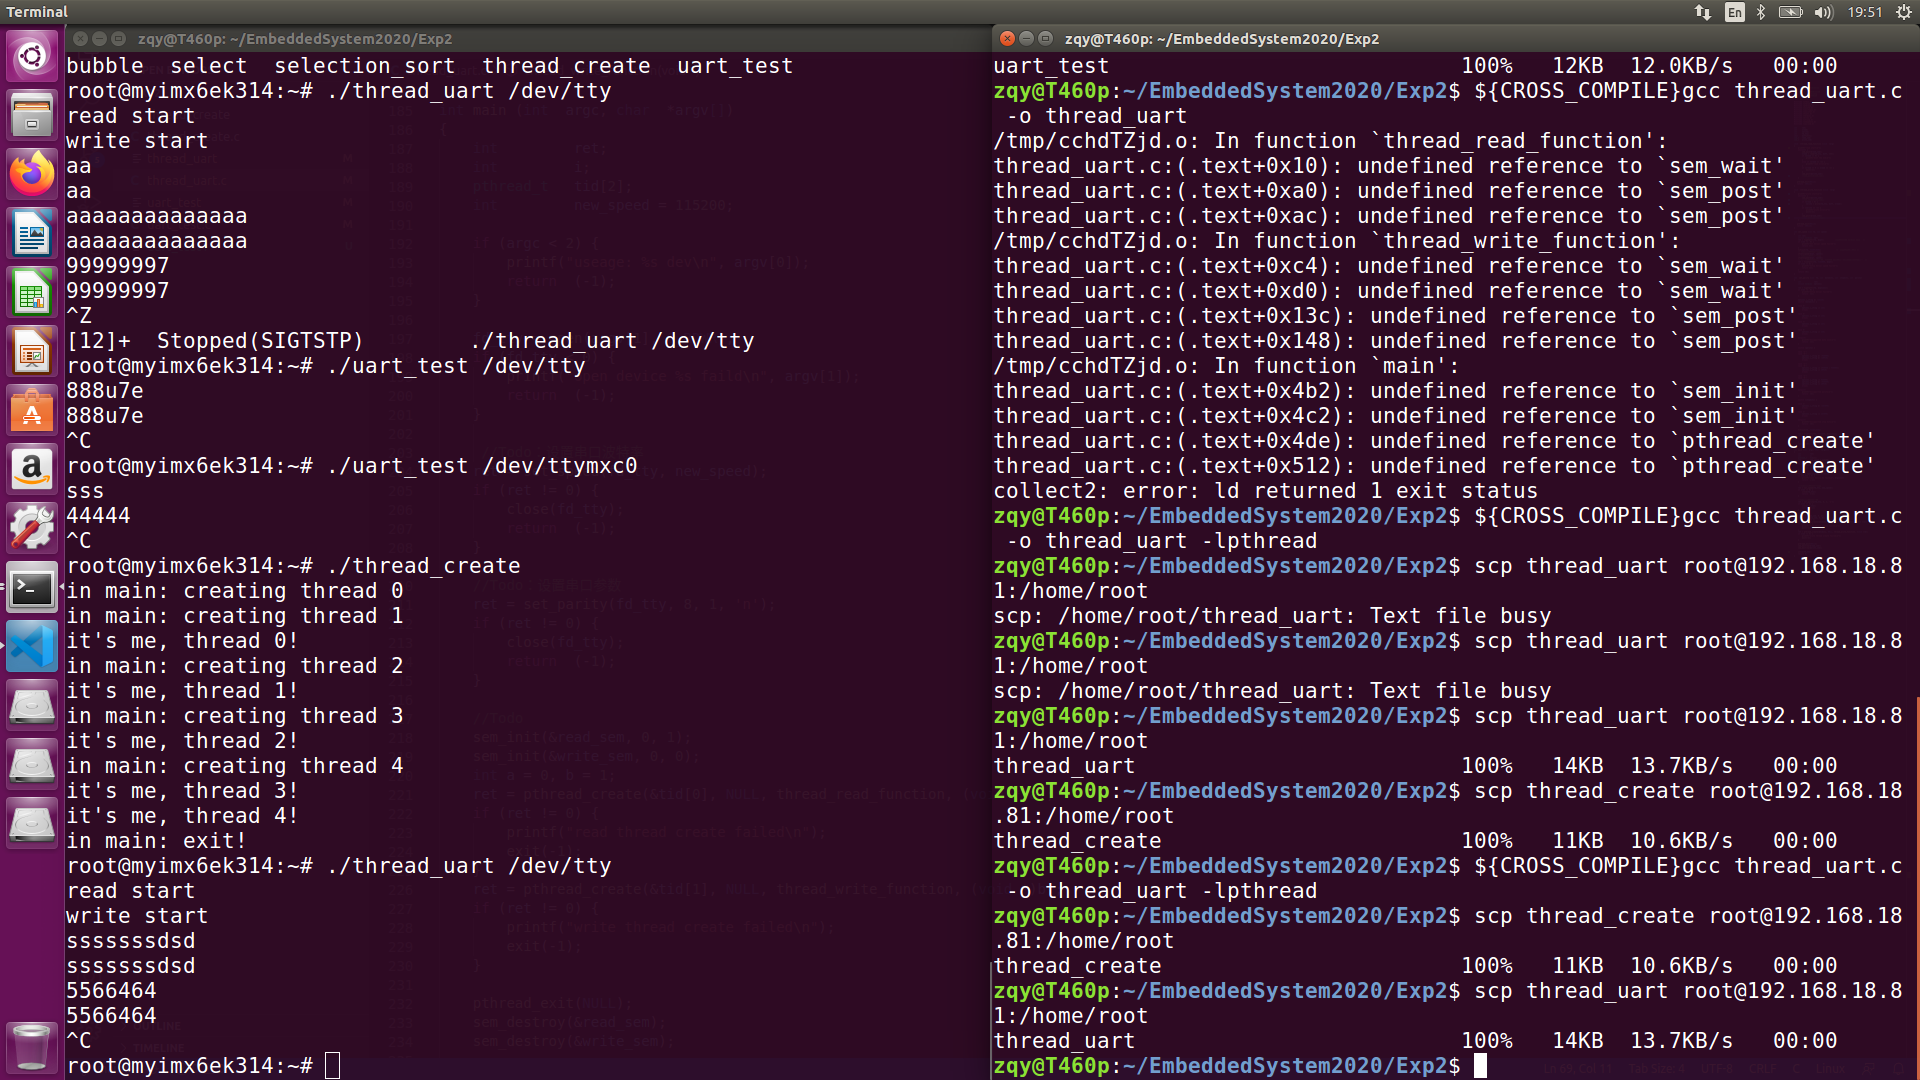 Terminal
En
19:51
zqy@T460p: ~/EmbeddedSystem2020/Exp2
bubble  select  selection_sort  thread_create  uart_test
root@myimx6ek314:~# ./thread_uart /dev/tty
read start
write start
aa
aa
aaaaaaaaaaaaaa
aaaaaaaaaaaaaa
99999997
99999997
^Z
[12]+  Stopped(SIGTSTP)        ./thread_uart /dev/tty
root@myimx6ek314:~# ./uart_test /dev/tty
888u7e
888u7e
^C
root@myimx6ek314:~# ./uart_test /dev/ttymxc0
sss
44444
^C
root@myimx6ek314:~# ./thread_create
in main: creating thread 0
in main: creating thread 1
it's me, thread 0!
in main: creating thread 2
it's me, thread 1!
in main: creating thread 3
it's me, thread 2!
in main: creating thread 4
it's me, thread 3!
it's me, thread 4!
in main: exit!
root@myimx6ek314:~# ./thread_uart /dev/tty
read start
write start
sssssssdsd
sssssssdsd
5566464
5566464
^C
root@myimx6ek314:~#
zqy@T460p: ~/EmbeddedSystem2020/Exp2
uart_test                           100%   12KB  12.0KB/s   00:00
zqy@T460p:~/EmbeddedSystem2020/Exp2$ ${CROSS_COMPILE}gcc thread_uart.c
 -o thread_uart
/tmp/cchdTZjd.o: In function `thread_read_function':
thread_uart.c:(.text+0x10): undefined reference to `sem_wait'
thread_uart.c:(.text+0xa0): undefined reference to `sem_post'
thread_uart.c:(.text+0xac): undefined reference to `sem_post'
/tmp/cchdTZjd.o: In function `thread_write_function':
thread_uart.c:(.text+0xc4): undefined reference to `sem_wait'
thread_uart.c:(.text+0xd0): undefined reference to `sem_wait'
thread_uart.c:(.text+0x13c): undefined reference to `sem_post'
thread_uart.c:(.text+0x148): undefined reference to `sem_post'
/tmp/cchdTZjd.o: In function `main':
thread_uart.c:(.text+0x4b2): undefined reference to `sem_init'
thread_uart.c:(.text+0x4c2): undefined reference to `sem_init'
thread_uart.c:(.text+0x4de): undefined reference to `pthread_create'
thread_uart.c:(.text+0x512): undefined reference to `pthread_create'
collect2: error: ld returned 1 exit status
zqy@T460p:~/EmbeddedSystem2020/Exp2$ ${CROSS_COMPILE}gcc thread_uart.c
 -o thread_uart -lpthread
zqy@T460p:~/EmbeddedSystem2020/Exp2$ scp thread_uart root@192.168.18.8
1:/home/root
scp: /home/root/thread_uart: Text file busy
zqy@T460p:~/EmbeddedSystem2020/Exp2$ scp thread_uart root@192.168.18.8
1:/home/root
scp: /home/root/thread_uart: Text file busy
zqy@T460p:~/EmbeddedSystem2020/Exp2$ scp thread_uart root@192.168.18.8
1:/home/root
thread_uart                         100%   14KB  13.7KB/s   00:00
zqy@T460p:~/EmbeddedSystem2020/Exp2$ scp thread_create root@192.168.18
.81:/home/root
thread_create                       100%   11KB  10.6KB/s   00:00
zqy@T460p:~/EmbeddedSystem2020/Exp2$ ${CROSS_COMPILE}gcc thread_uart.c
 -o thread_uart -lpthread
zqy@T460p:~/EmbeddedSystem2020/Exp2$ scp thread_create root@192.168.18
.81:/home/root
thread_create                       100%   11KB  10.6KB/s   00:00
zqy@T460p:~/EmbeddedSystem2020/Exp2$ scp thread_uart root@192.168.18.8
1:/home/root
thread_uart                         100%   14KB  13.7KB/s   00:00
zqy@T460p:~/EmbeddedSystem2020/Exp2$